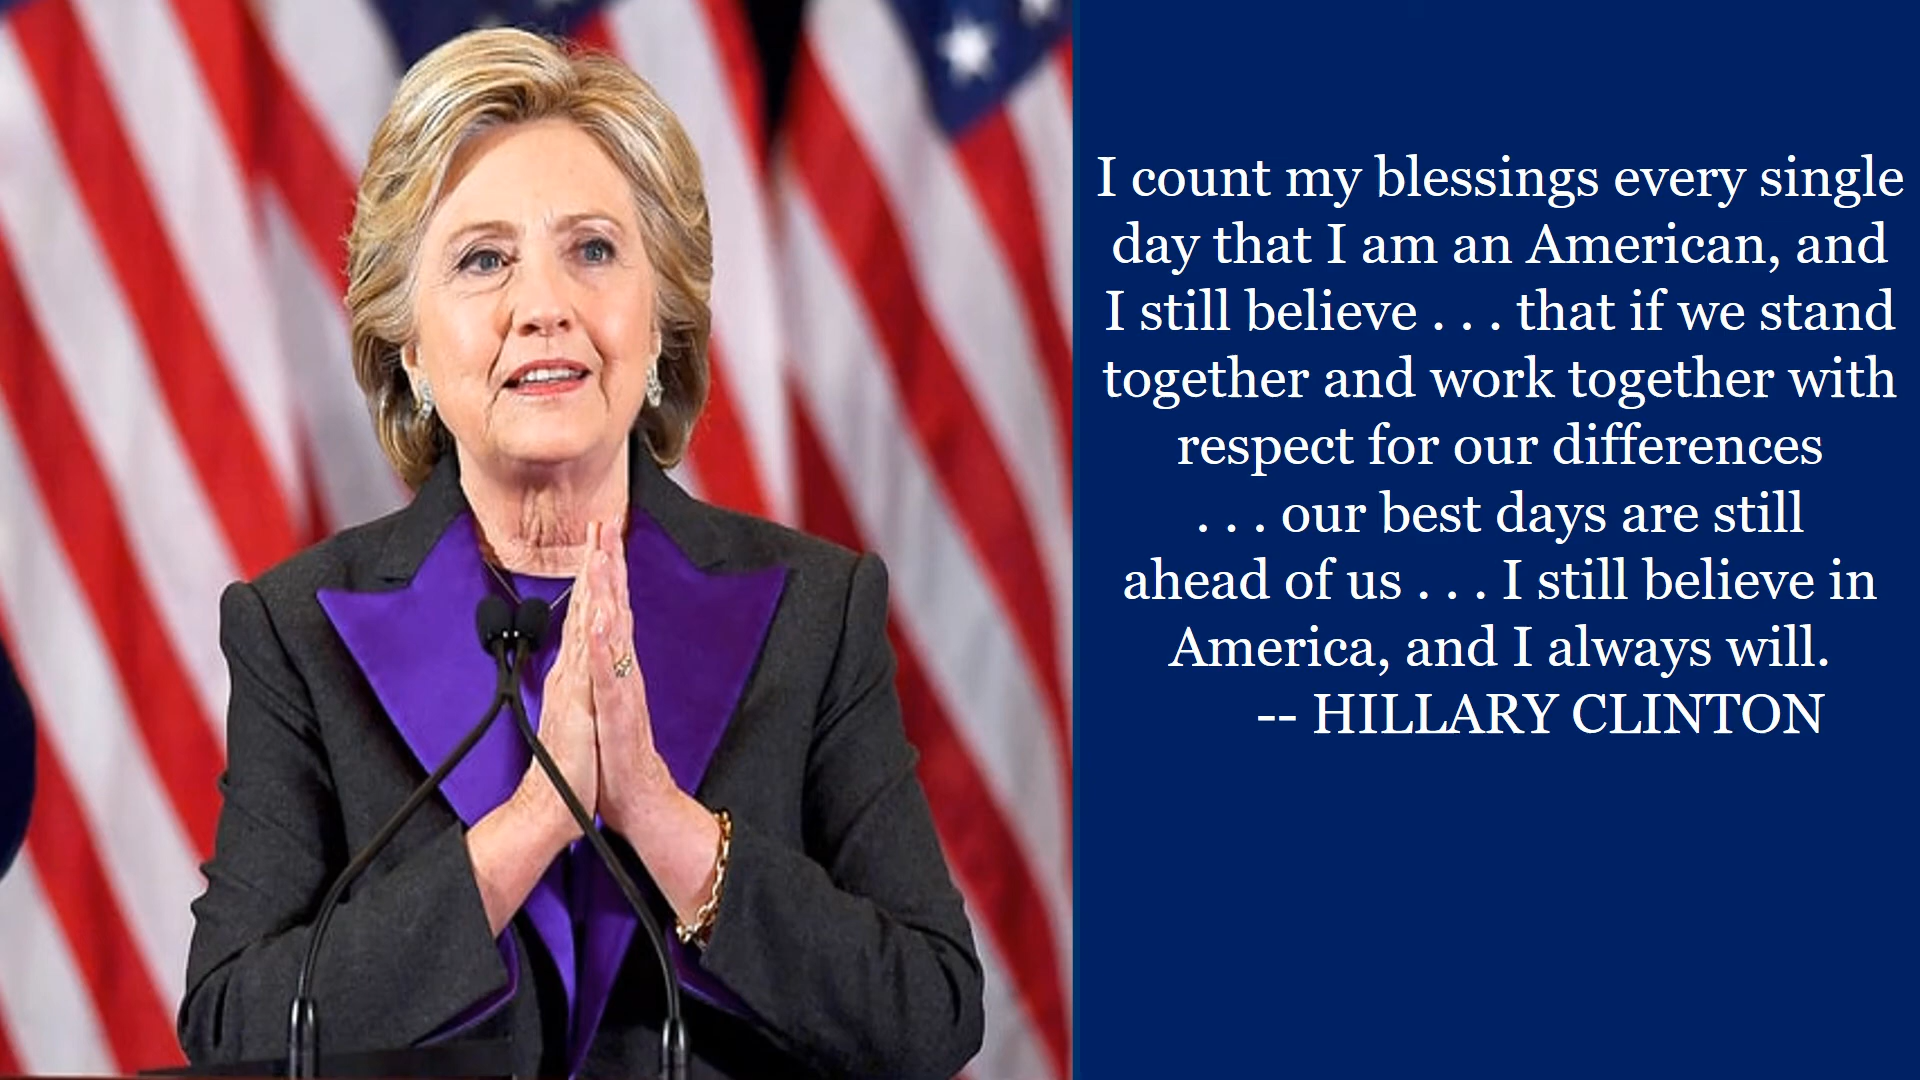 I count my blessings every single
day that I am an American, and
I still believe . . . that if we stand
together and work together with
respect for our differences
. . . our best days are still
ahead of us . . . I still believe in
America, and I always will.
-- HILLARY CLINTON